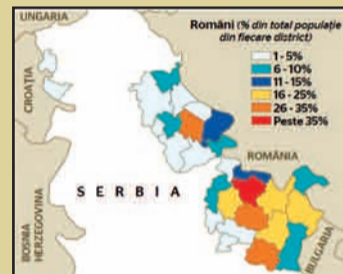 UNGARIA
Români (% din total populație
din fiecare district)
1 - 5%
6 - 10%
11 - 15%
16 - 25%
26 - 35%
Peste 35%
CROAȚIA
ROMÂNIA
SERBIA
BOSNIA
HERZEGOVINA
BULGARIA